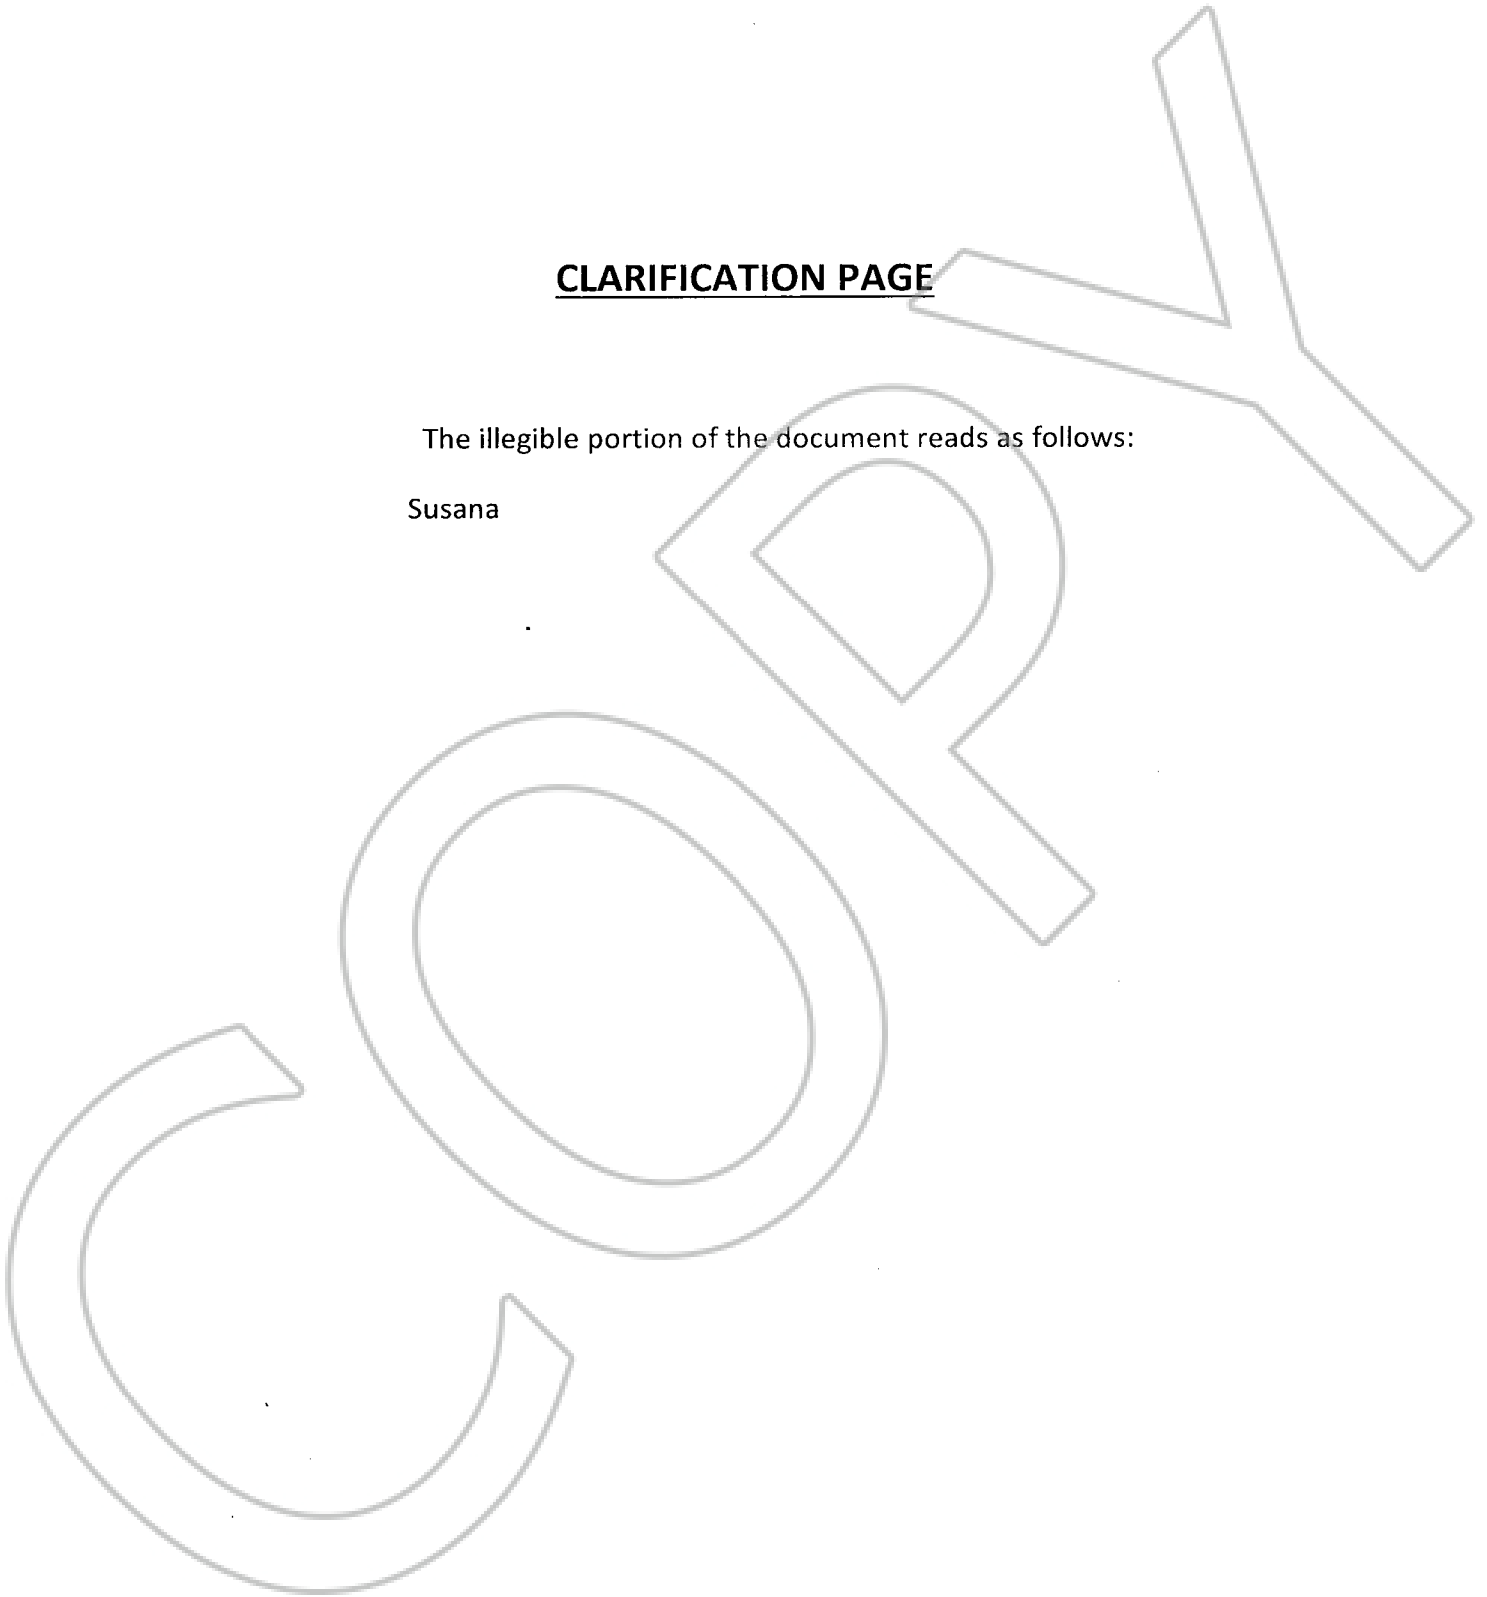 CLARIFICATION PAGE
The illegible portion of the document reads as follows:
Susana
COPY